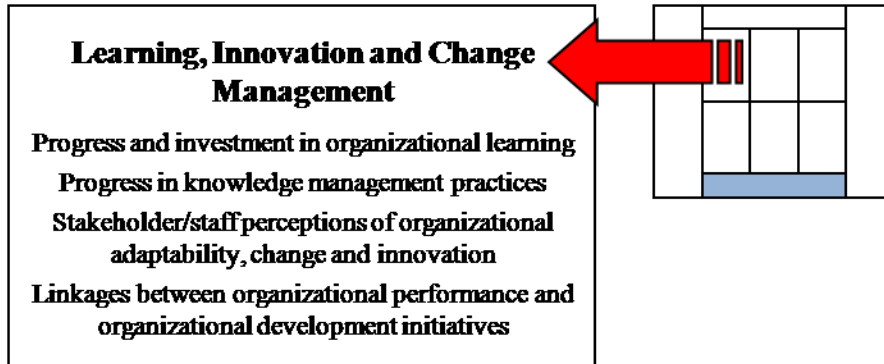 Learning, Innovation and Change
Management
Progress and investment in organizational learning
Progress in knowledge management practices
Stakeholder/staff perceptions of organizational
adaptability, change and innovation
Linkages between organizational performance and
organizational development initiatives